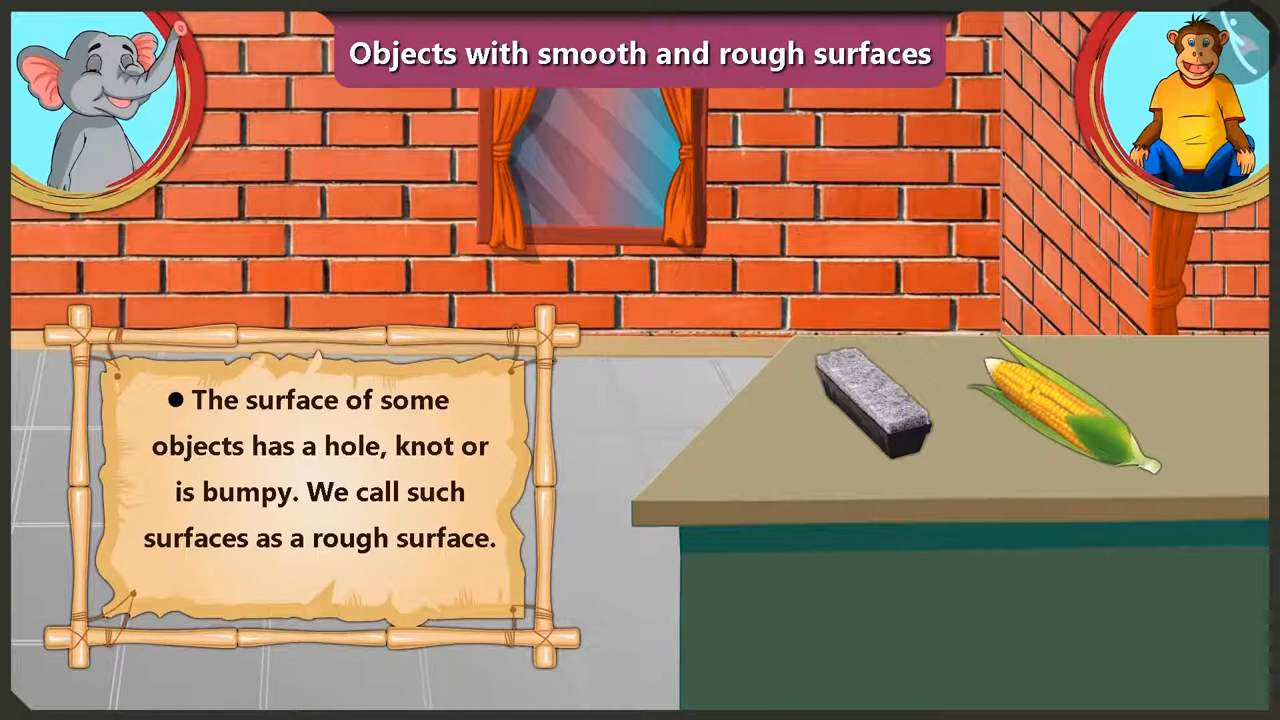 Objects with smooth and rough surfaces
● The surface of some
objects has a hole, knot or
is bumpy. We call such
surfaces as a rough surface.